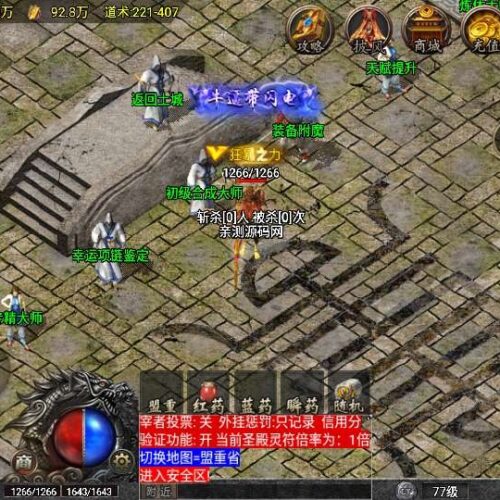 万 92.8万 道术:221-407
攻略 披风 商城 充值
天赋提升
返回土城
半逼带闪电
装备附魔
狂暴之力
1266/1266
初级合成大师
斩杀[0]人 被杀[0]次
亲测源码网
幸运项链鉴定
精大师
盟重 红药 蓝药 瞬药 随机
宰者投票: 关 外挂惩罚:只记录 信用分
验证功能: 开 当前圣殿灵符倍率为: 1倍
切换地图=盟重省
进入安全区
商
1266/1266 1643/1643 附近 77级